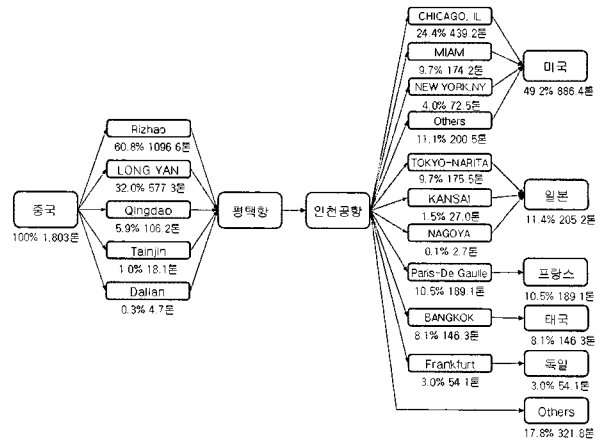 중국
100% 1,803톤
Rizhao
60.8% 1096.6톤
LONG YAN
32.0% 577.3톤
Qingdao
5.9% 106.2톤
Tainjin
1.0% 18.1톤
Dalian
0.3% 4.7톤
평택항
인천공항
CHICAGO, IL
24.4% 439.2톤
MIAM
9.7% 174.2톤
NEW YORK,NY
4.0% 72.5톤
Others
11.1% 200.5톤
TOKYO-NARITA
9.7% 175.5톤
KANSAI
1.5% 27.0톤
NAGOYA
0.1% 2.7톤
Paris-De Gaulle
10.5% 189.1톤
BANGKOK
8.1% 146.3톤
Frankfurt
3.0% 54.1톤
미국
49.2% 886.4톤
일본
11.4% 205.2톤
프랑스
10.5% 189.1톤
태국
8.1% 146.3톤
독일
3.0% 54.1톤
Others
17.8% 321.8톤